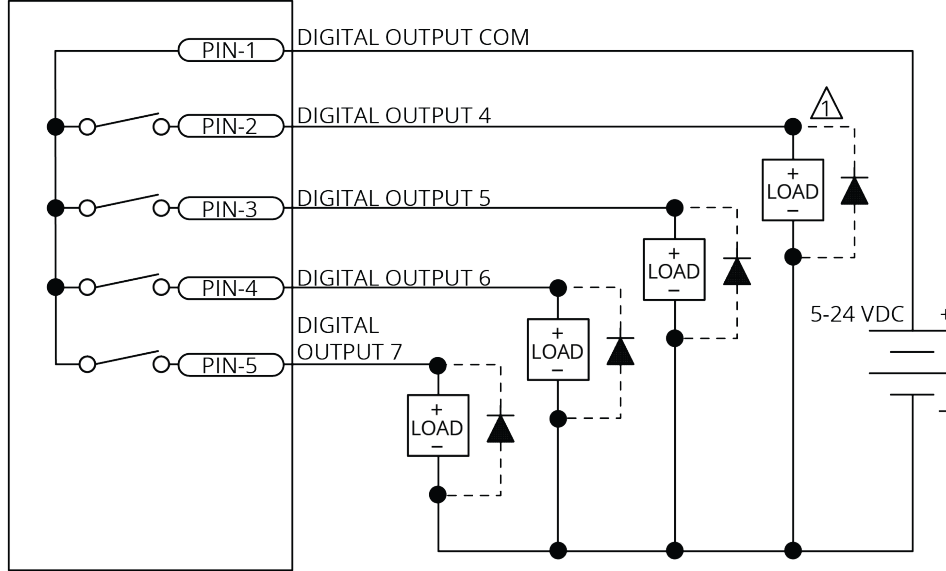 PIN-1 DIGITAL OUTPUT COM
PIN-2 DIGITAL OUTPUT 4
1
+
LOAD
−
PIN-3 DIGITAL OUTPUT 5
+
LOAD
−
PIN-4 DIGITAL OUTPUT 6
+
LOAD
−
5-24 VDC +
−
DIGITAL
OUTPUT 7
PIN-5
+
LOAD
−